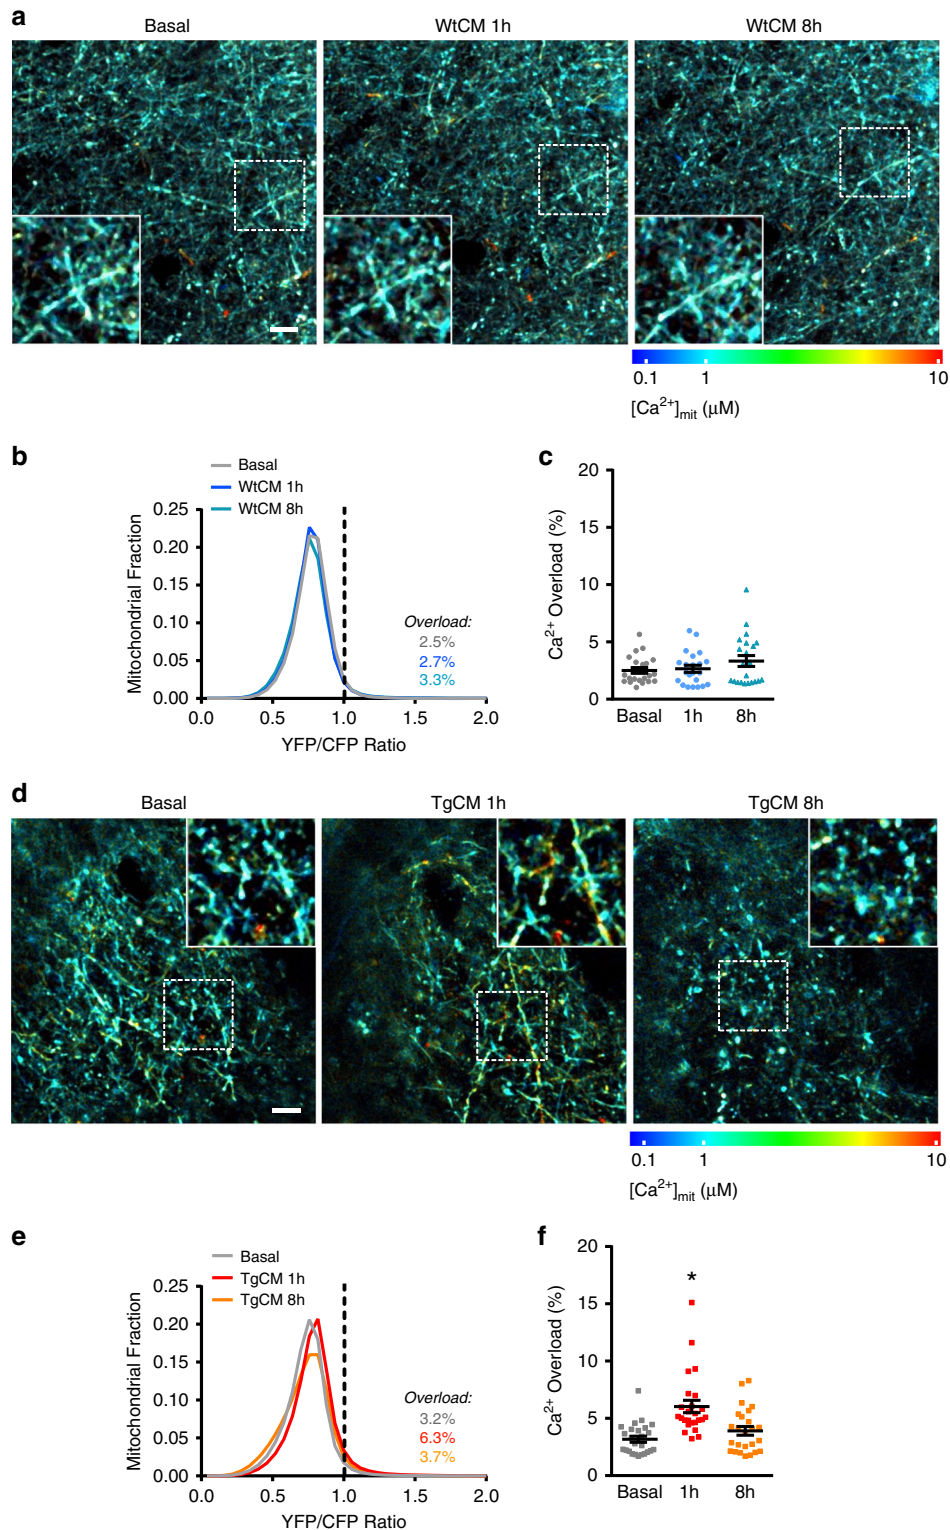 a
Basal
WtCM 1h
WtCM 8h
0.1 1 10
[Ca2+]mit (μM)
b
Basal
WtCM 1h
WtCM 8h
Mitochondrial Fraction
0.25
0.20
0.15
0.10
0.05
0.00
Overload:
2.5%
2.7%
3.3%
0.0 0.5 1.0 1.5 2.0
YFP/CFP Ratio
c
Ca2+ Overload (%)
20
15
10
5
0
Basal 1h 8h
d
Basal
TgCM 1h
TgCM 8h
0.1 1 10
[Ca2+]mit (μM)
e
Basal
TgCM 1h
TgCM 8h
Mitochondrial Fraction
0.25
0.20
0.15
0.10
0.05
0.00
Overload:
3.2%
6.3%
3.7%
0.0 0.5 1.0 1.5 2.0
YFP/CFP Ratio
f
Ca2+ Overload (%)
20
15
10
5
0
*
Basal 1h 8h